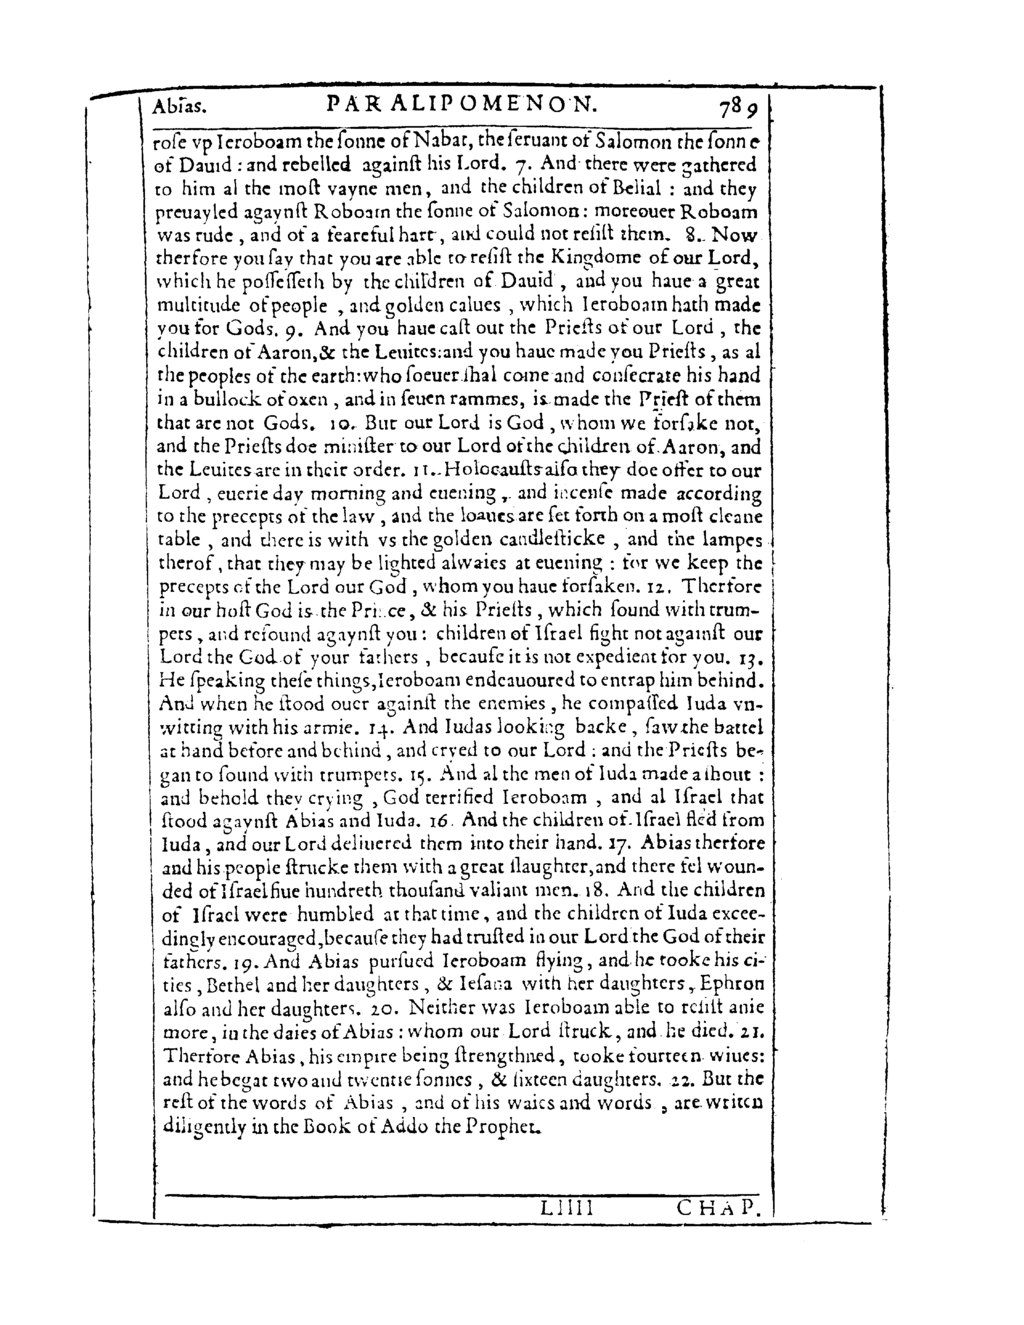 Abias. PARALIPOMENON. 789
roſe vp Ieroboam the ſonne of Nabat, the ſeruant of Salomon the ſonne
of Dauid : and rebelled againſt his Lord. 7. And there were gathered
to him al the moſt vayne men, and the children of Belial : and they
preuayled agaynſt Roboam the ſonne of Salomon : moreouer Roboam
was rude , and of a feareful hart , and could not reſiſt them. 8. Now
therfore you ſay that you are able to reſiſt the Kingdome of our Lord,
which he poſſeſſeth by the children of Dauid , and you haue a great
multitude of people , and golden calues , which Ieroboam hath made
you for Gods. 9. And you haue caſt out the Prieſts of our Lord , the
children of Aaron,& the Leuites:and you haue made you Prieſts , as al
the peoples of the earth:who ſoeuer ſhal come and conſecrate his hand
in a bullock of oxen , and in ſeuen rammes, is made the Prieſt of them
that are not Gods. 10. But our Lord is God , whom we forſake not,
and the Prieſts doe miniſter to our Lord of the children of Aaron, and
the Leuites are in their order. 11. Holocauſts alſo they doe offer to our
Lord , euerie day morning and euening , and incenſe made according
to the precepts of the law , and the loaues are ſet forth on a moſt cleane
table , and there is with vs the golden candleſticke , and the lampes
therof , that they may be lighted alwaies at euening : for we keep the
precepts of the Lord our God , whom you haue forſaken. 12. Therfore
in our hoſt God is the Prince, & his Prieſts , which ſound with trum-
pets , and reſound agaynſt you : children of Iſrael fight not againſt our
Lord the God of your fathers , becauſe it is not expedient for you. 13.
He ſpeaking theſe things,Ieroboam endeauoured to entrap him behind.
And when he ſtood ouer againſt the enemies , he compaſſed Iuda vn-
witting with his armie. 14. And Iudas looking backe , ſaw the battel
at hand before and behind , and cryed to our Lord : and the Prieſts be-
gan to ſound with trumpets. 15. And al the men of Iuda made a ſhout :
and behold they crying , God terrified Ieroboam , and al Iſrael that
ſtood agaynſt Abias and Iuda. 16. And the children of Iſrael fled from
Iuda , and our Lord deliuered them into their hand. 17. Abias therfore
and his people ſtrucke them with a great ſlaughter,and there fel woun-
ded of Iſrael fiue hundreth thouſand valiant men. 18. And the children
of Iſrael were humbled at that time , and the children of Iuda excee-
dingly encouraged,becauſe they had truſted in our Lord the God of their
fathers. 19. And Abias purſued Ieroboam flying , and he tooke his ci-
ties , Bethel and her daughters , & Ieſana with her daughters , Ephron
alſo and her daughters. 20. Neither was Ieroboam able to reſiſt anie
more, in the daies of Abias : whom our Lord ſtruck , and he died. 21.
Therfore Abias , his empire being ſtrengthned , tooke fourteen wiues:
and he begat two and twentie ſonnes , & ſixteen daughters. 22. But the
reſt of the words of Abias , and of his waies and words , are writen
diligently in the Book of Addo the Prophet.
Lllll CHAP.